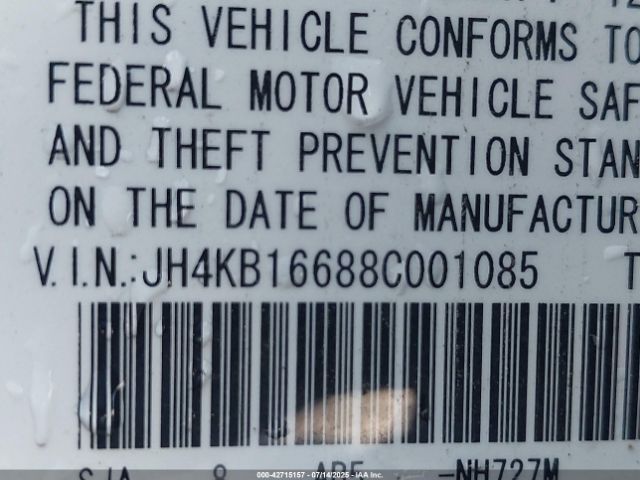 THIS VEHICLE CONFORMS TO
FEDERAL MOTOR VEHICLE SAF
AND THEFT PREVENTION STAN
ON THE DATE OF MANUFACTUR
V.I.N.:JH4KB16688C001085 T
-NH727M
000-42715157 - 07/14/2025 - IAA Inc.